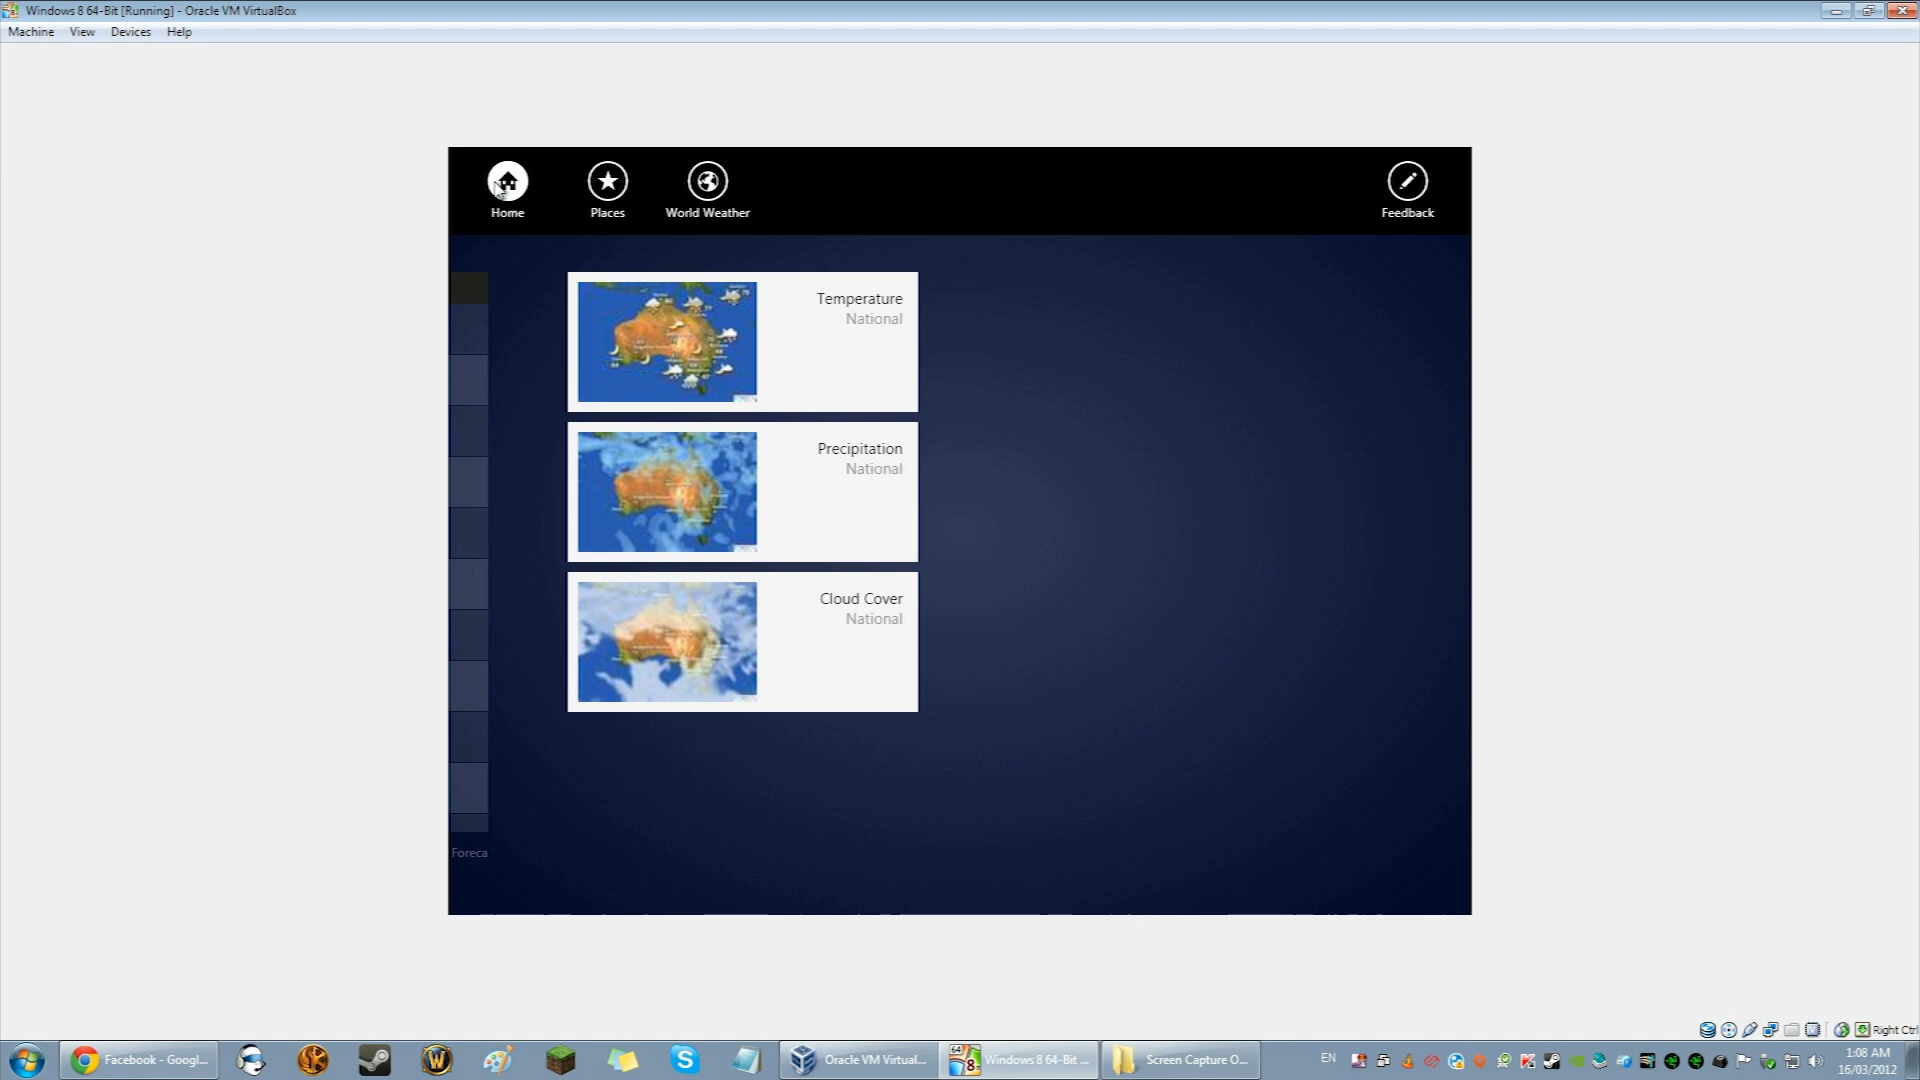 Windows 8 64-Bit [Running] - Oracle VM VirtualBox
Machine View Devices Help
Home Places World Weather Feedback
Temperature
National
Precipitation
National
Cloud Cover
National
Foreca
Right Ctrl
Facebook - Googl... Oracle VM Virtual... Windows 8 64-Bit ... Screen Capture O... EN 1:08 AM
16/03/2012